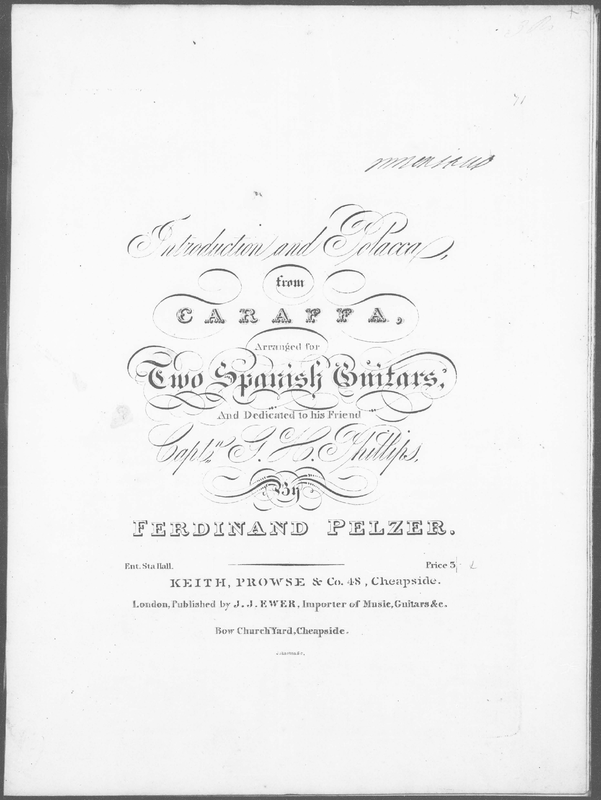 71
Introduction and Polacca,
from
CARAFFA,
Arranged for
Two Spanish Guitars,
And Dedicated to his Friend
Captn. G. H. Phillips,
By
FERDINAND PELZER.
Ent. Sta Hall. Price 3/-
KEITH, PROWSE & Co. 48, Cheapside.
London, Published by J. J. EWER, Importer of Music, Guitars &c.
Bow Church Yard, Cheapside.